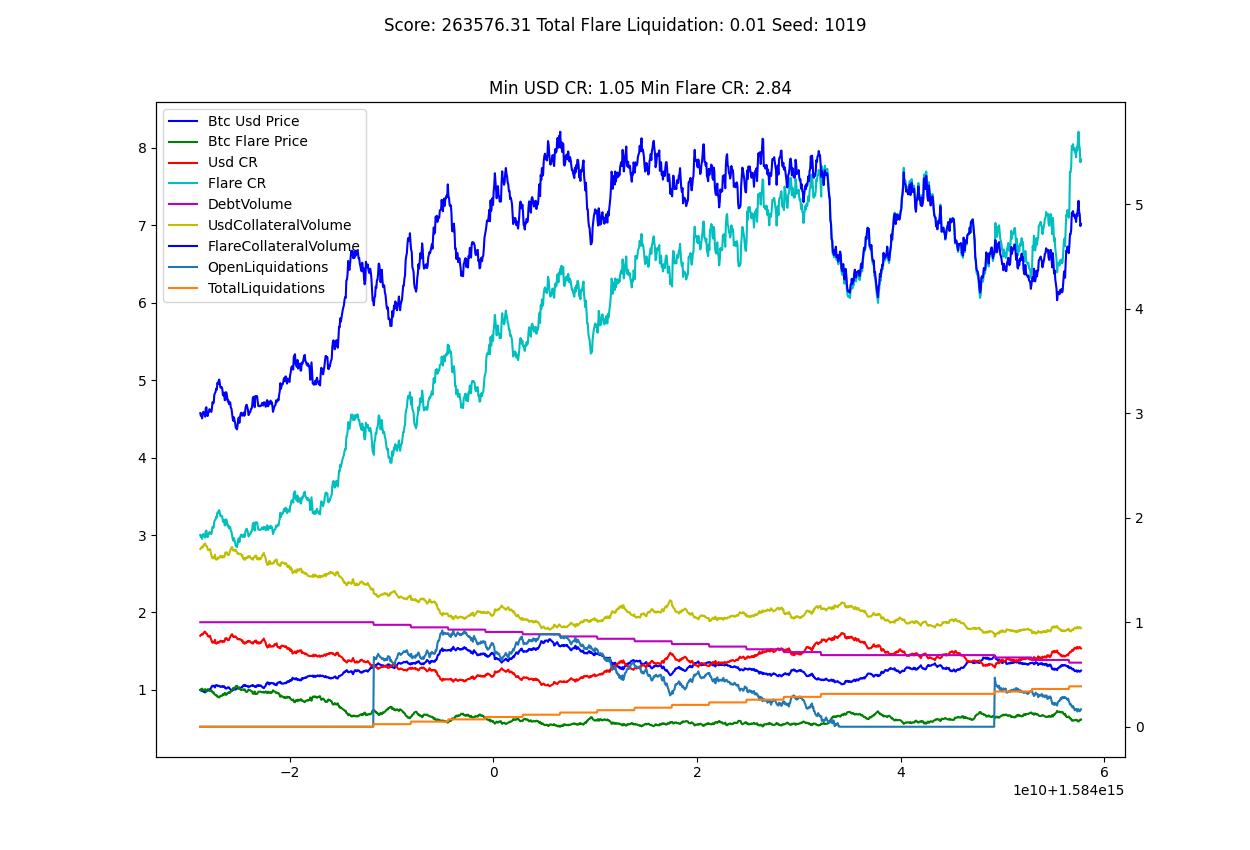 Score: 263576.31 Total Flare Liquidation: 0.01 Seed: 1019
Min USD CR: 1.05 Min Flare CR: 2.84
Btc Usd Price
Btc Flare Price
Usd CR
Flare CR
DebtVolume
UsdCollateralVolume
FlareCollateralVolume
OpenLiquidations
TotalLiquidations
8
7
6
5
4
3
2
1
5
4
3
2
1
0
−2
0
2
4
6
1e10+1.584e15